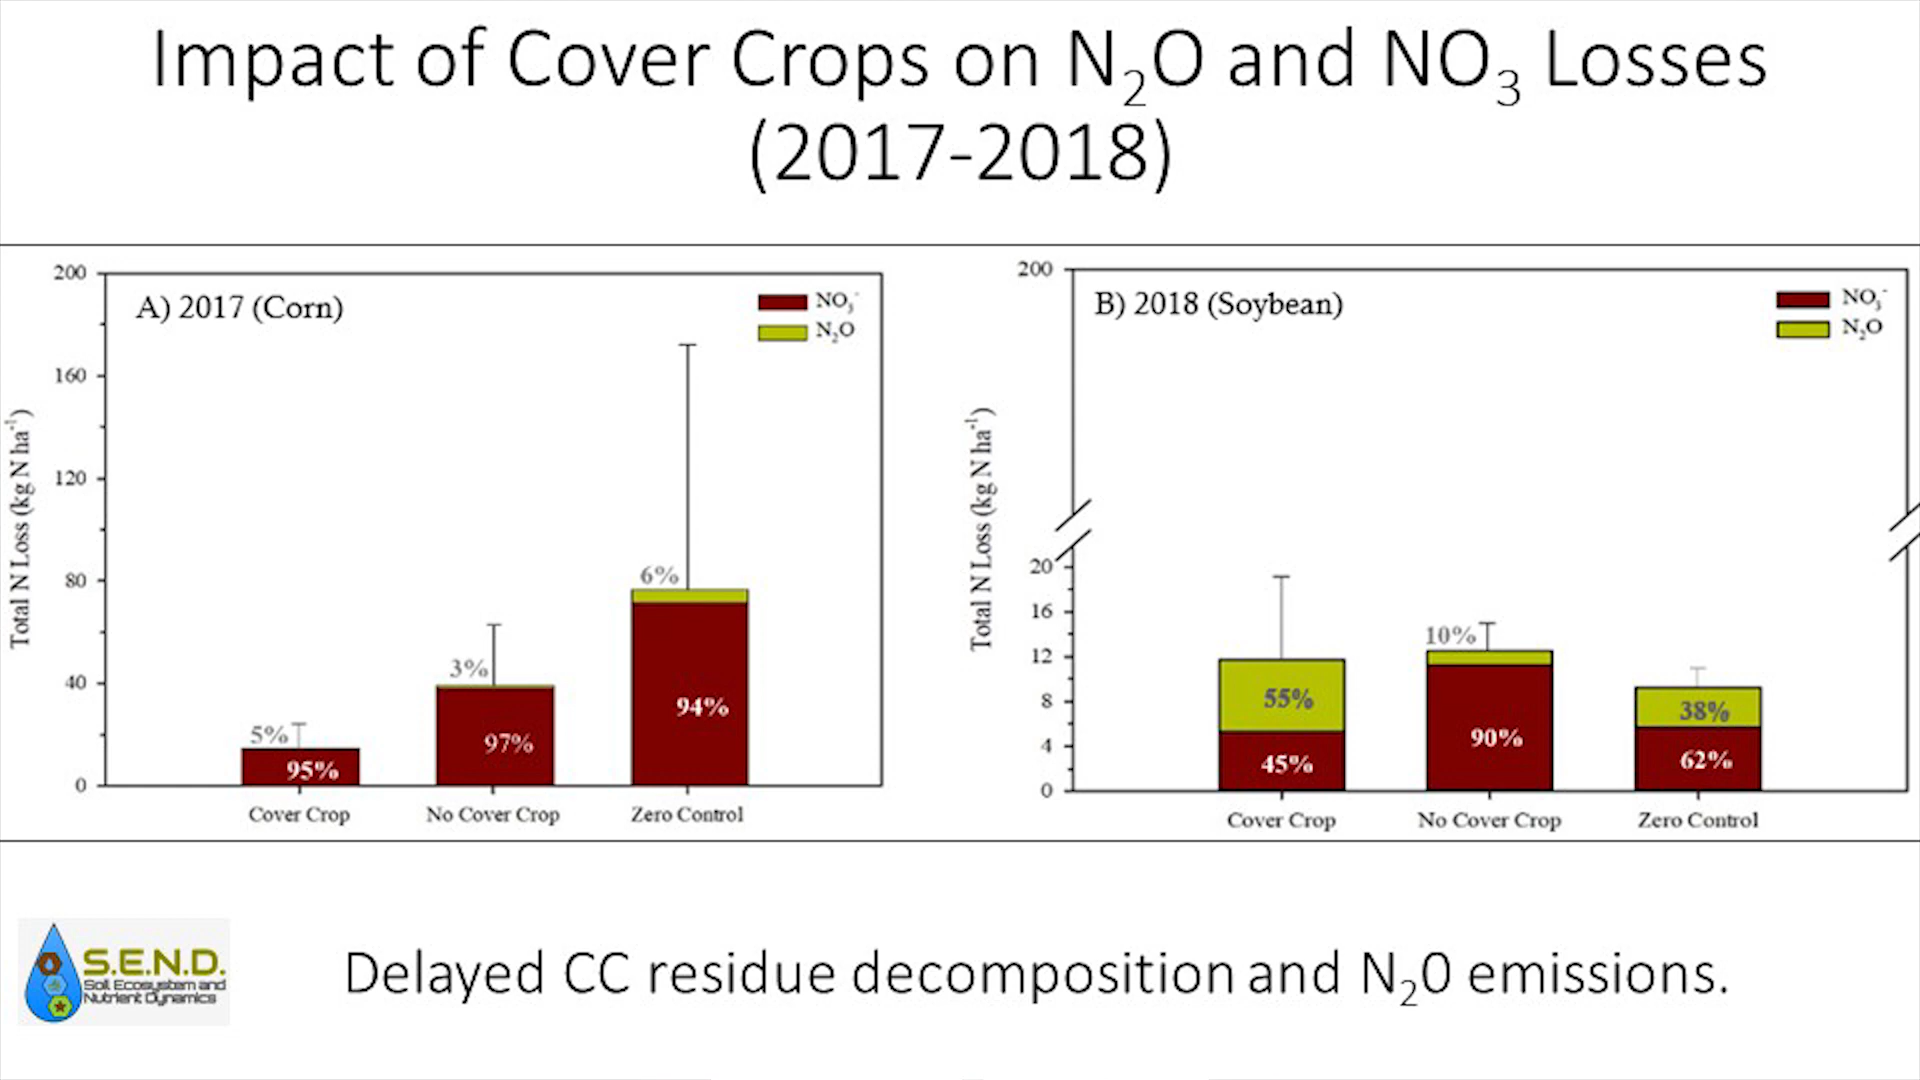 Impact of Cover Crops on N₂O and NO₃ Losses
(2017-2018)
A) 2017 (Corn)
NO₃⁻
N₂O
Total N Loss (kg N ha⁻¹)
200
160
120
80
40
0
5%
95%
3%
97%
6%
94%
Cover Crop
No Cover Crop
Zero Control
B) 2018 (Soybean)
NO₃⁻
N₂O
Total N Loss (kg N ha⁻¹)
200
20
16
12
8
4
0
55%
45%
10%
90%
38%
62%
Cover Crop
No Cover Crop
Zero Control
S.E.N.D.
Soil Ecosystem and
Nutrient Dynamics
Delayed CC residue decomposition and N₂0 emissions.